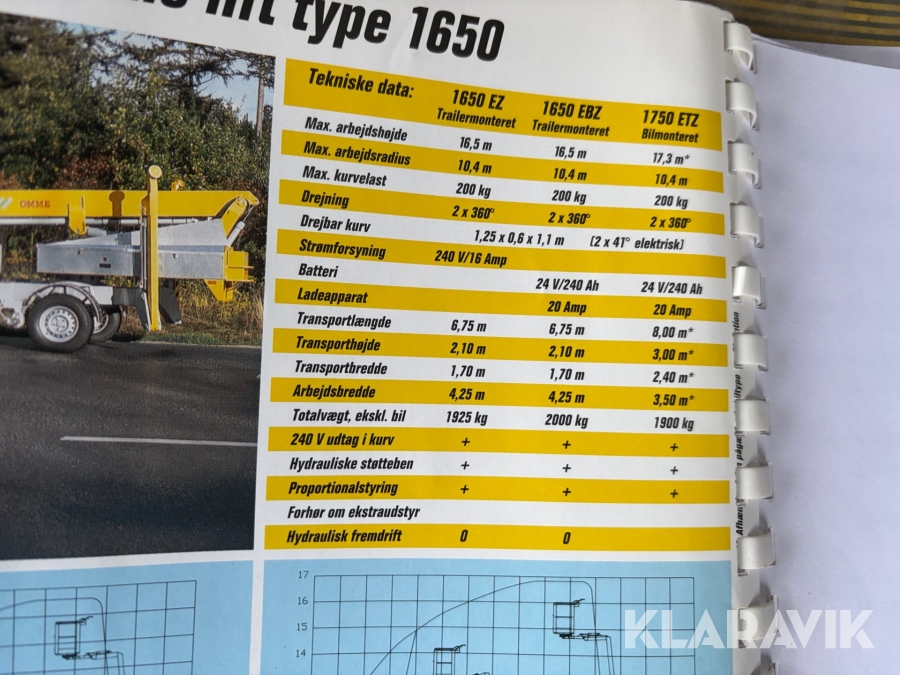 lift type 1650
Tekniske data:
1650 EZ 1650 EBZ 1750 ETZ
Trailermonteret Trailermonteret Bilmonteret
Max. arbejdshøjde 16,5 m 16,5 m 17,3 m*
Max. arbejdsradius 10,4 m 10,4 m 10,4 m
Max. kurvelast 200 kg 200 kg 200 kg
Drejning 2 x 360° 2 x 360° 2 x 360°
Drejbar kurv 1,25 x 0,6 x 1,1 m (2 x 41° elektrisk)
Strømforsyning 240 V/16 Amp
Batteri 24 V/240 Ah 24 V/240 Ah
Ladeapparat 20 Amp 20 Amp
Transportlængde 6,75 m 6,75 m 8,00 m*
Transporthøjde 2,10 m 2,10 m 3,00 m*
Transportbredde 1,70 m 1,70 m 2,40 m*
Arbejdsbredde 4,25 m 4,25 m 3,50 m*
Totalvægt, ekskl. bil 1925 kg 2000 kg 1900 kg
240 V udtag i kurv + + +
Hydrauliske støtteben + + +
Proportionalstyring + + +
Forhør om ekstraudstyr
Hydraulisk fremdrift 0 0
OMME
17
16
15
14
KLARAVIK